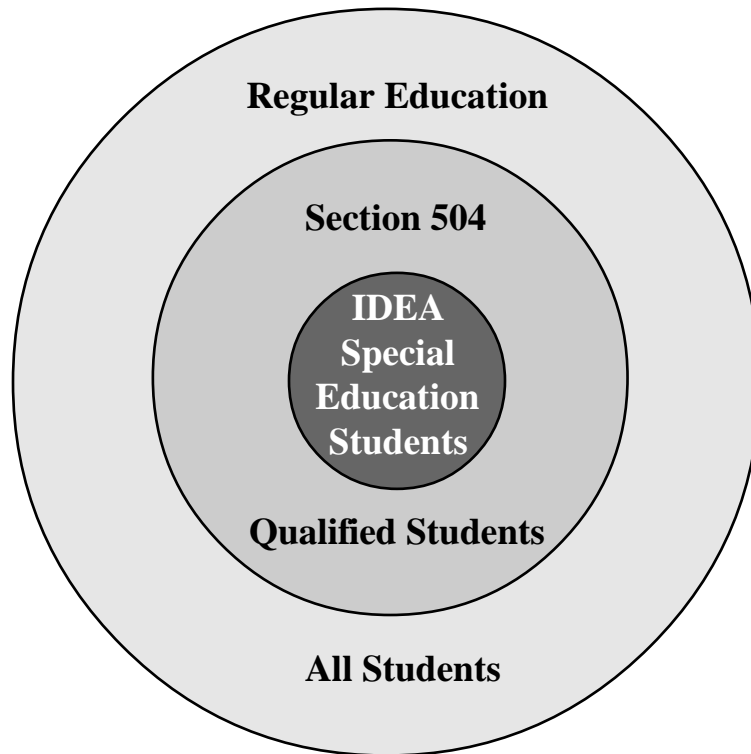 Regular Education
Section 504
IDEA
Special
Education
Students
Qualified Students
All Students